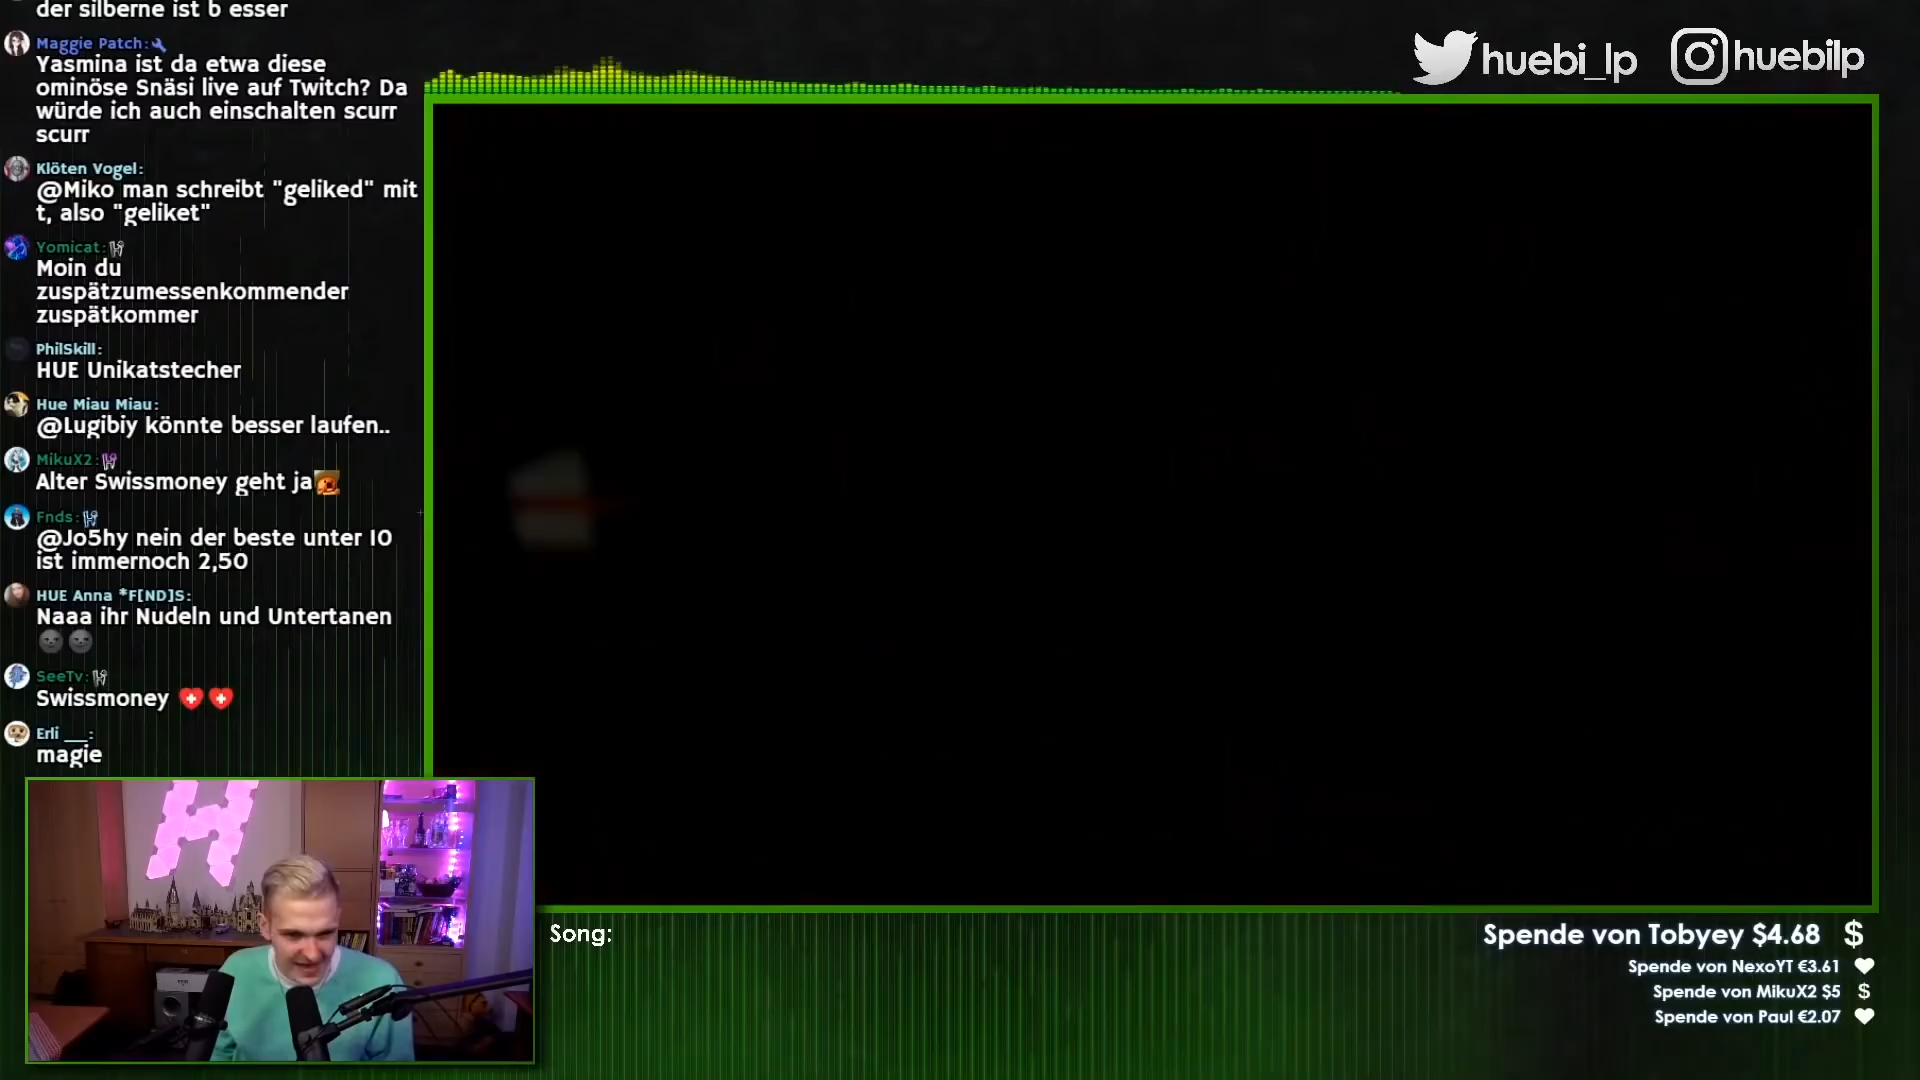 der silberne ist b esser
Maggie Patch:
Yasmina ist da etwa diese
ominöse Snäsi live auf Twitch? Da
würde ich auch einschalten scurr
scurr
Klöten Vogel:
@Miko man schreibt "geliked" mit
t, also "geliket"
Yomicat:
Moin du
zuspätzumessenkommender
zuspätkommer
PhilSkill:
HUE Unikatstecher
Hue Miau Miau:
@Lugibiy könnte besser laufen..
MikuX2:
Alter Swissmoney geht ja
Fnds:
@Jo5hy nein der beste unter 10
ist immernoch 2,50
HUE Anna *F[ND]S:
Naaa ihr Nudeln und Untertanen
SeeTv:
Swissmoney
Erli __:
magie
huebi_lp
huebilp
Song:
Spende von Tobyey $4.68 $
Spende von NexoYT €3.61
Spende von MikuX2 $5 $
Spende von Paul €2.07